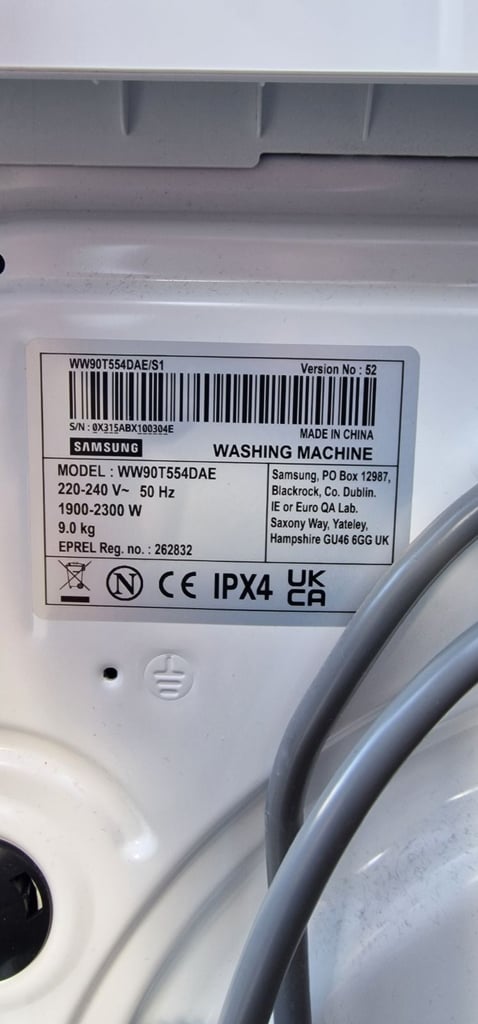 WW90T554DAE/S1
Version No : 52
S/N : 0X315ABX100304E
MADE IN CHINA
SAMSUNG
WASHING MACHINE
MODEL : WW90T554DAE
220-240 V~ 50 Hz
1900-2300 W
9.0 kg
EPREL Reg. no. : 262832
Samsung, PO Box 12987,
Blackrock, Co. Dublin.
IE or Euro QA Lab.
Saxony Way, Yateley,
Hampshire GU46 6GG UK
N CE IPX4 UK
CA